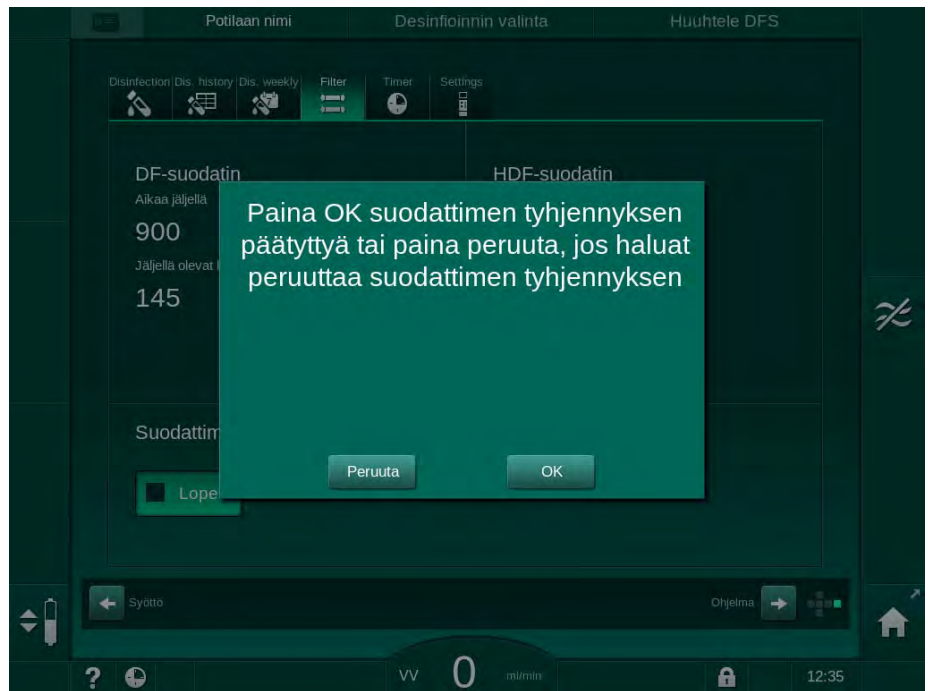 Potilaan nimi
Desinfioinnin valinta
Huuhtele DFS
Disinfection
Dis. history
Dis. weekly
Filter
Timer
Settings
DF-suodatin
HDF-suodatin
Aikaa jäljellä
900
Jäljellä olevat
145
Paina OK suodattimen tyhjennyksen
päätyttyä tai paina peruuta, jos haluat
peruuttaa suodattimen tyhjennyksen
Peruuta
OK
Syöttö
Ohjelma
?
VV
0
ml/min
12:35